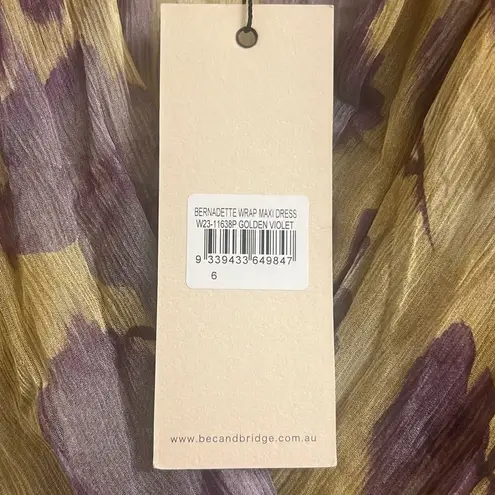 BERNADETTE WRAP MAXI DRESS
W23-11638P GOLDEN VIOLET
9 339433 649847
6
www.becandbridge.com.au